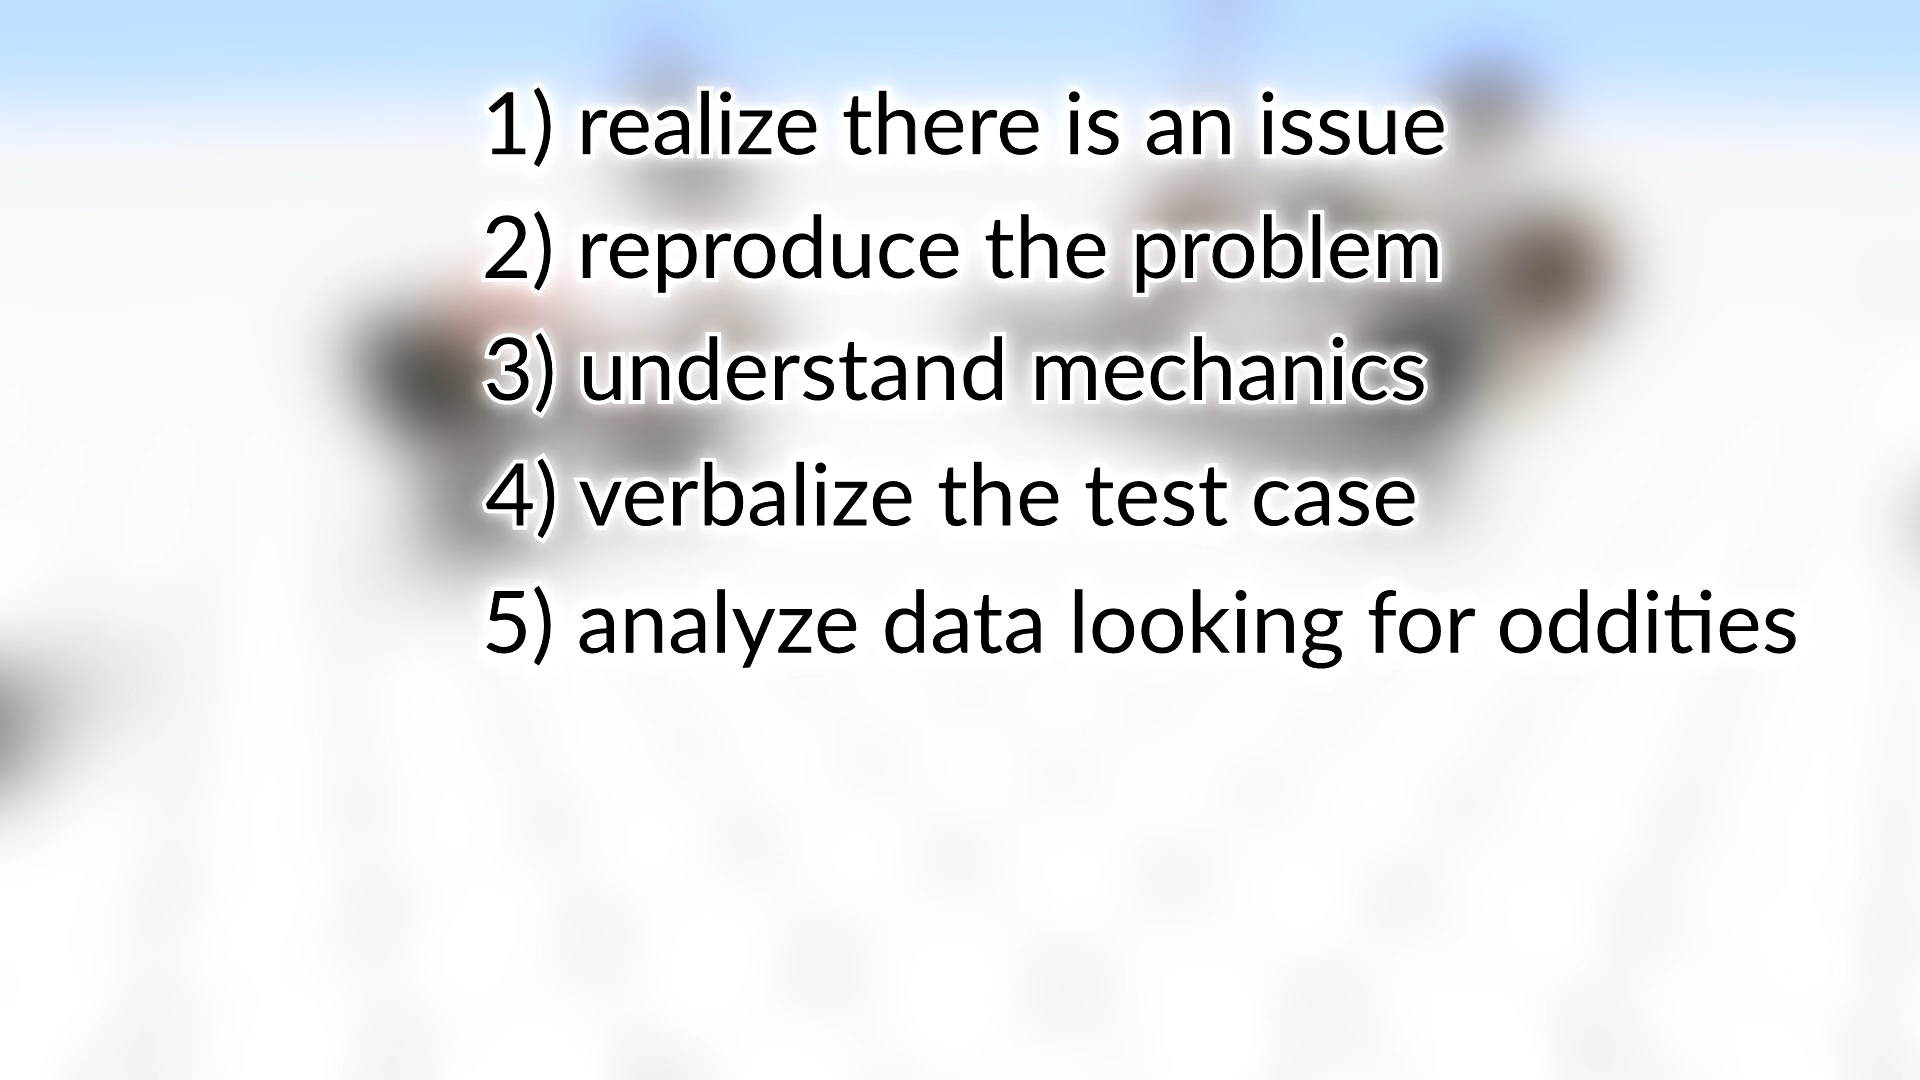 1) realize there is an issue
2) reproduce the problem
3) understand mechanics
4) verbalize the test case
5) analyze data looking for oddities